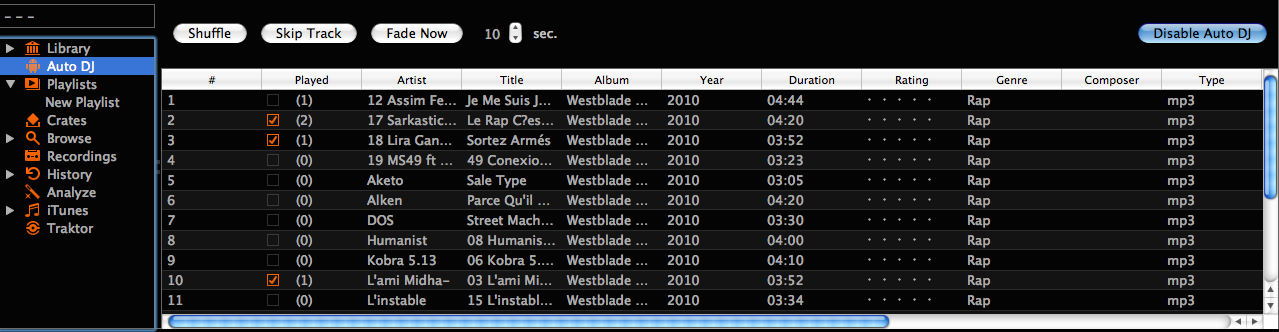 - - -
Shuffle Skip Track Fade Now 10 sec. Disable Auto DJ
Library
Auto DJ
Playlists
New Playlist
Crates
Browse
Recordings
History
Analyze
iTunes
Traktor
# Played Artist Title Album Year Duration Rating Genre Composer Type
1 (1) 12 Assim Fe... Je Me Suis J... Westblade ... 2010 04:44 Rap mp3
2 (2) 17 Sarkastic... Le Rap C?es... Westblade ... 2010 04:20 Rap mp3
3 (1) 18 Lira Gan... Sortez Armés Westblade ... 2010 03:52 Rap mp3
4 (0) 19 MS49 ft ... 49 Conexio... Westblade ... 2010 03:23 Rap mp3
5 (0) Aketo Sale Type Westblade ... 2010 03:05 Rap mp3
6 (0) Alken Parce Qu'il ... Westblade ... 2010 04:20 Rap mp3
7 (0) DOS Street Mach... Westblade ... 2010 03:30 Rap mp3
8 (0) Humanist 08 Humanis... Westblade ... 2010 04:00 Rap mp3
9 (0) Kobra 5.13 06 Kobra 5.... Westblade ... 2010 04:10 Rap mp3
10 (1) L'ami Midha- 03 L'ami Mi... Westblade ... 2010 03:52 Rap mp3
11 (0) L'instable 15 L'instabl... Westblade ... 2010 03:34 Rap mp3